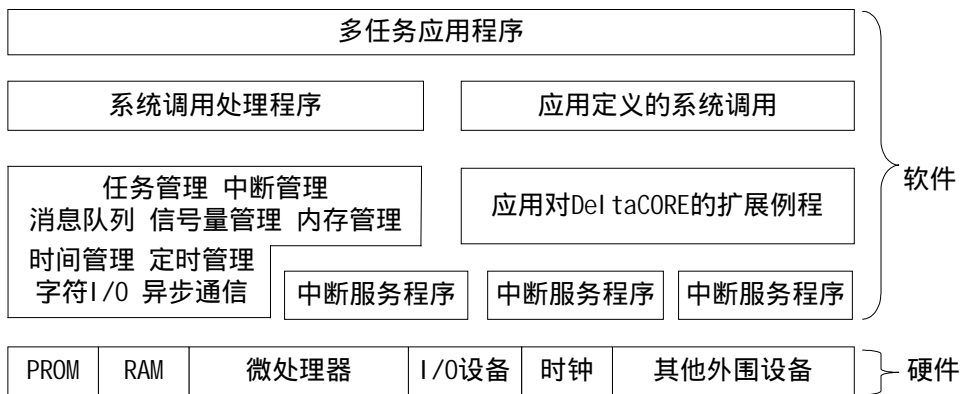 多任务应用程序
系统调用处理程序
应用定义的系统调用
软件
任务管理 中断管理
消息队列 信号量管理 内存管理
时间管理 定时管理
字符I/O 异步通信
应用对DeltaCORE的扩展例程
中断服务程序
中断服务程序
中断服务程序
PROM
RAM
微处理器
I/O设备
时钟
其他外围设备
硬件